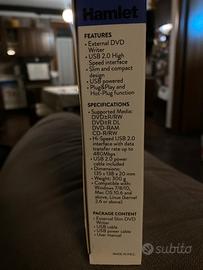 Hamlet
FEATURES
• External DVD
Writer
• USB 2.0 High
Speed interface
• Slim and compact
design
• USB powered
• Plug&Play and
Hot-Plug function
SPECIFICATIONS
• Supported Media:
DVD±R/RW
DVD±R DL
DVD-RAM
CD-R/RW
• Hi-Speed USB 2.0
interface with
data transfer rate up to
480Mbps
• USB 2.0 power
cable included
• Dimensions:
135 x 138 x 20 mm
• Weight: 300 g
• Compatible with:
Windows 7/8/10,
Mac OS 10.6 and
above, Linux (kernel
2.6 or above)
PACKAGE CONTENT
• External Slim DVD
Writer
• USB cable
• USB power cable
• User manual
MADE IN P.R.C.
subito